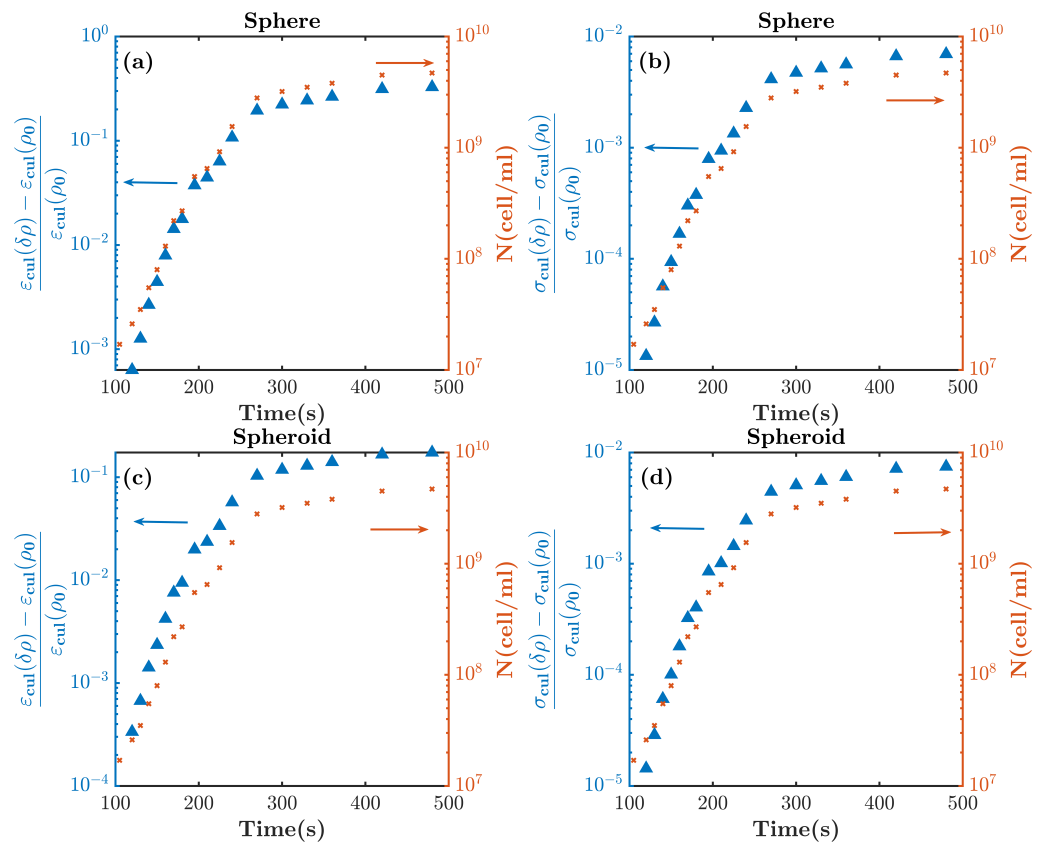 Sphere
(a)
10^0
10^-1
10^-2
10^-3
10^10
10^9
10^8
10^7
100 200 300 400 500
Time(s)
ε_cul(δρ) − ε_cul(ρ_0)
ε_cul(ρ_0)
N(cell/ml)
Sphere
(b)
10^-2
10^-3
10^-4
10^-5
10^10
10^9
10^8
10^7
100 200 300 400 500
Time(s)
σ_cul(δρ) − σ_cul(ρ_0)
σ_cul(ρ_0)
N(cell/ml)
Spheroid
(c)
10^-1
10^-2
10^-3
10^-4
10^10
10^9
10^8
10^7
100 200 300 400 500
Time(s)
ε_cul(δρ) − ε_cul(ρ_0)
ε_cul(ρ_0)
N(cell/ml)
Spheroid
(d)
10^-2
10^-3
10^-4
10^-5
10^10
10^9
10^8
10^7
100 200 300 400 500
Time(s)
σ_cul(δρ) − σ_cul(ρ_0)
σ_cul(ρ_0)
N(cell/ml)